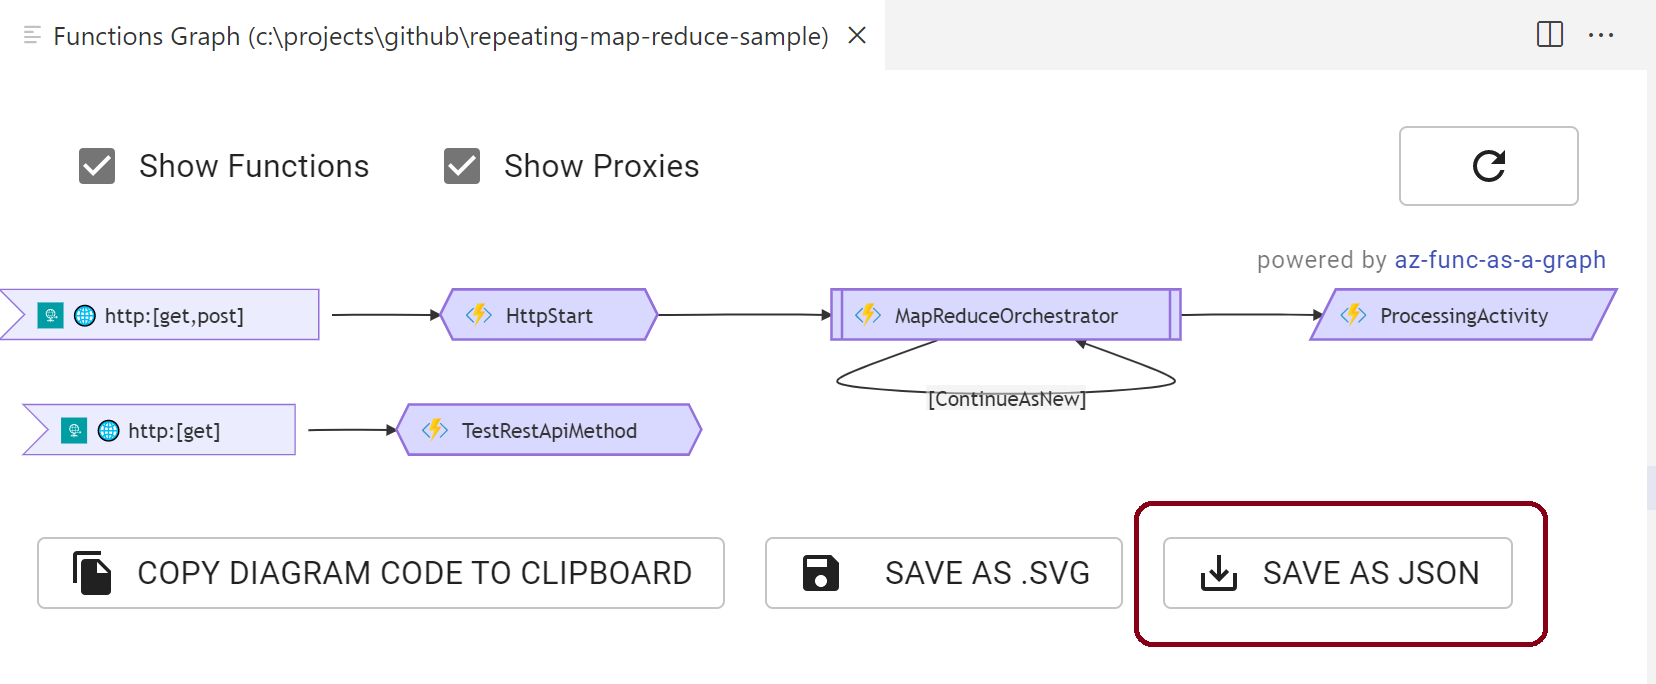 Functions Graph (c:\projects\github\repeating-map-reduce-sample)
Show Functions
Show Proxies
powered by az-func-as-a-graph
http:[get,post]
HttpStart
MapReduceOrchestrator
ProcessingActivity
[ContinueAsNew]
http:[get]
TestRestApiMethod
COPY DIAGRAM CODE TO CLIPBOARD
SAVE AS .SVG
SAVE AS JSON